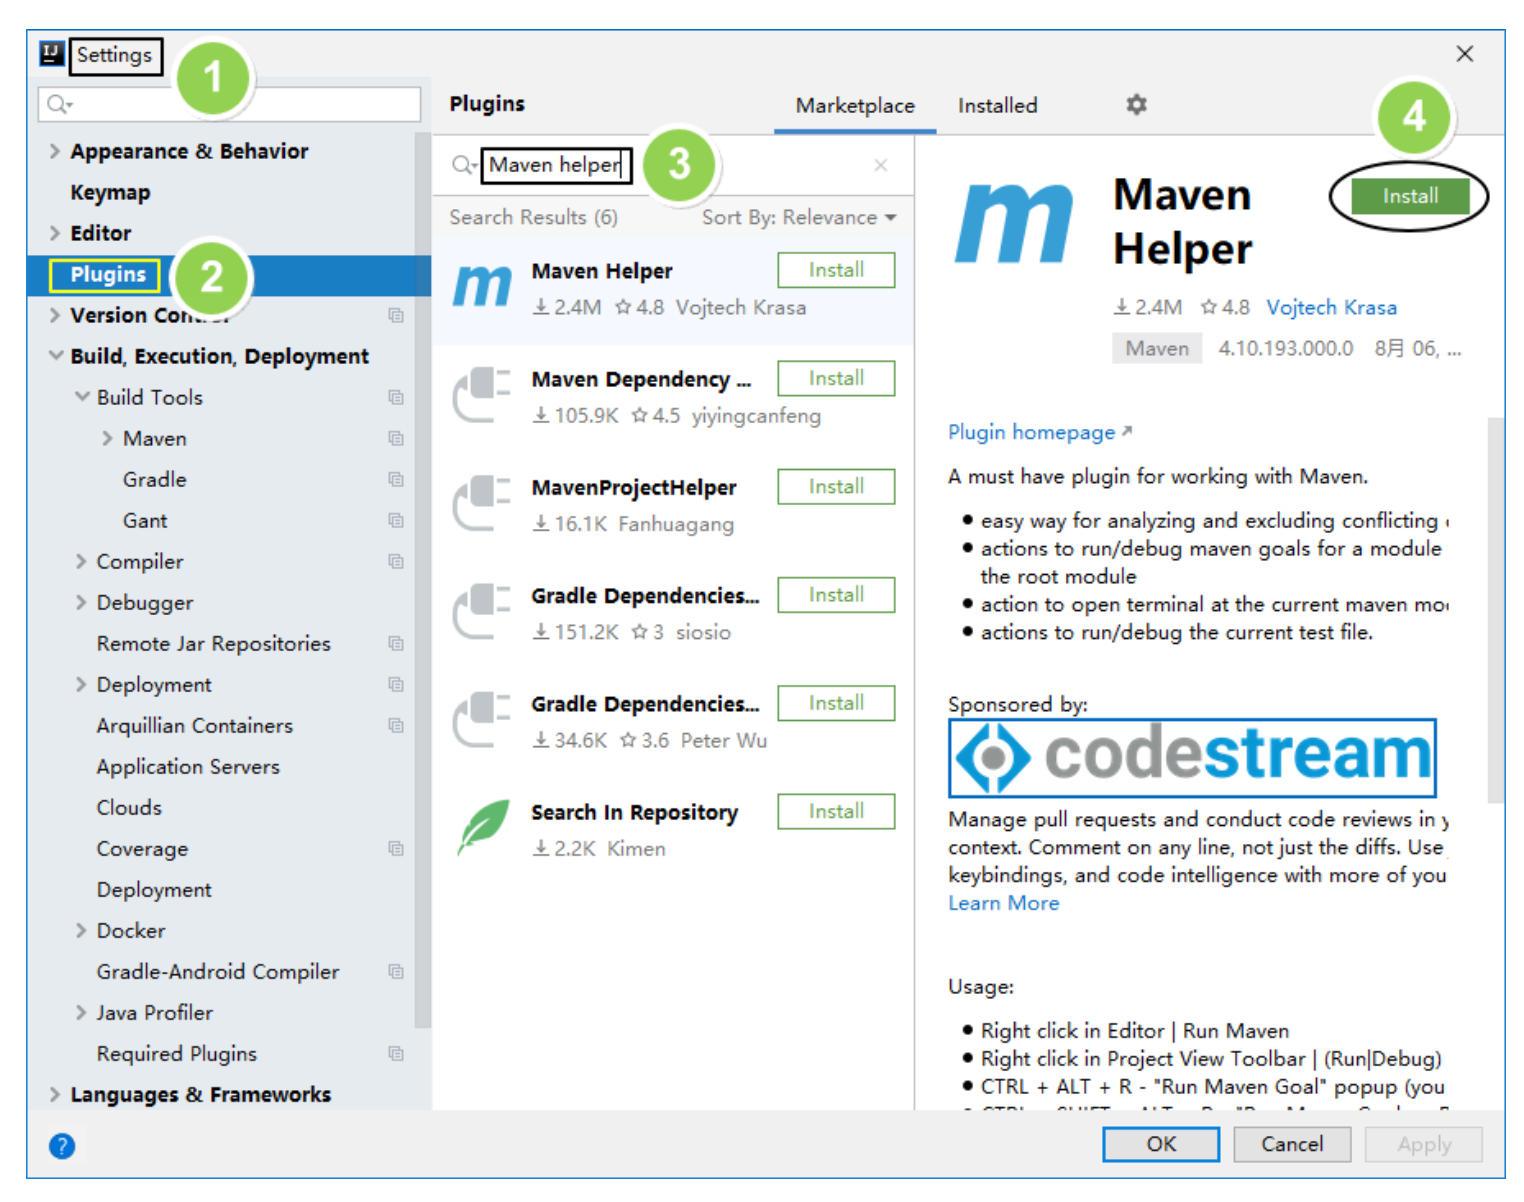 IJ Settings
1
Plugins
Marketplace
Installed
4
Appearance & Behavior
Keymap
Editor
Plugins
2
Version Control
Build, Execution, Deployment
Build Tools
Maven
Gradle
Gant
Compiler
Debugger
Remote Jar Repositories
Deployment
Arquillian Containers
Application Servers
Clouds
Coverage
Deployment
Docker
Gradle-Android Compiler
Java Profiler
Required Plugins
Languages & Frameworks
Maven helper
3
Search Results (6)
Sort By: Relevance
m
Maven Helper
Install
2.4M 4.8 Vojtech Krasa
Maven Dependency ...
Install
105.9K 4.5 yiyingcanfeng
MavenProjectHelper
Install
16.1K Fanhuagang
Gradle Dependencies...
Install
151.2K 3 siosio
Gradle Dependencies...
Install
34.6K 3.6 Peter Wu
Search In Repository
Install
2.2K Kimen
m
Maven
Helper
Install
2.4M 4.8 Vojtech Krasa
Maven 4.10.193.000.0 8月 06, ...
Plugin homepage
A must have plugin for working with Maven.
easy way for analyzing and excluding conflicting
actions to run/debug maven goals for a module
the root module
action to open terminal at the current maven
actions to run/debug the current test file.
Sponsored by:
codestream
Manage pull requests and conduct code reviews in
context. Comment on any line, not just the diffs. Use
keybindings, and code intelligence with more of you
Learn More
Usage:
Right click in Editor | Run Maven
Right click in Project View Toolbar | (Run|Debug)
CTRL + ALT + R - "Run Maven Goal" popup (you
?
OK
Cancel
Apply